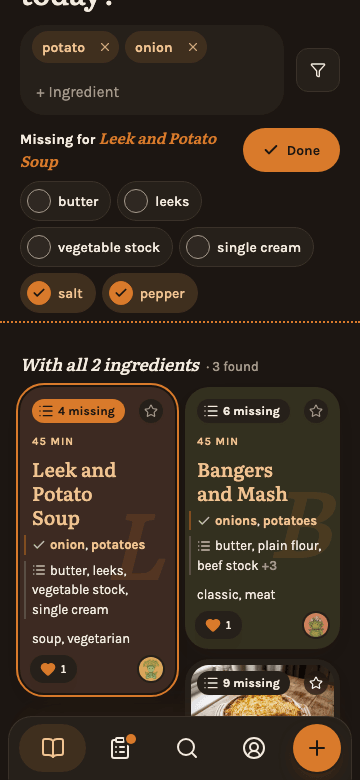 today?
potato ×
onion ×
+ Ingredient
Missing for Leek and Potato
Soup
Done
butter
leeks
vegetable stock
single cream
salt
pepper
With all 2 ingredients · 3 found
4 missing
45 MIN
Leek and
Potato
Soup
L
onion, potatoes
butter, leeks,
vegetable stock,
single cream
soup, vegetarian
1
6 missing
45 MIN
Bangers
and Mash
B
onions, potatoes
butter, plain flour,
beef stock +3
classic, meat
1
9 missing